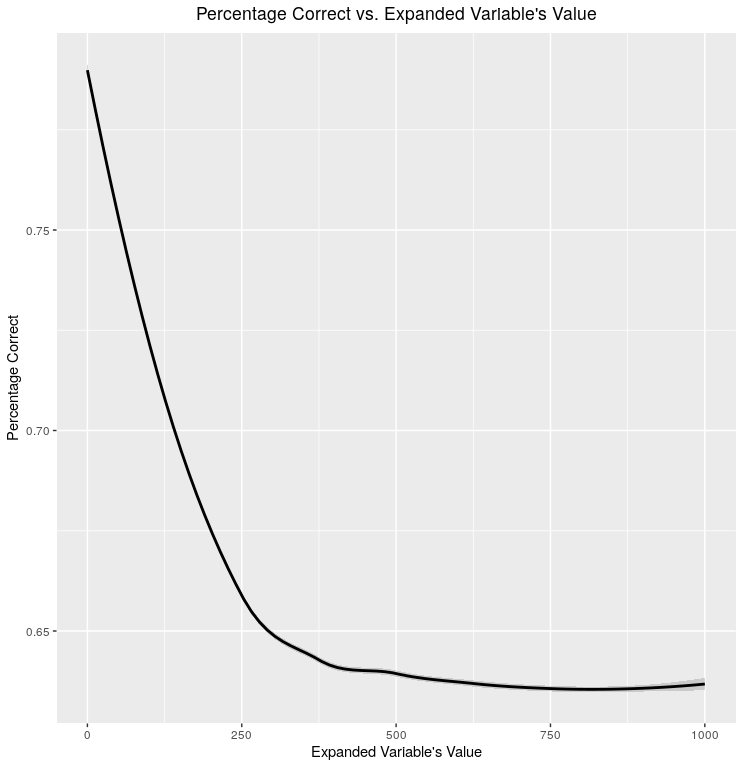 Percentage Correct vs. Expanded Variable's Value
0.75
0.70
0.65
Percentage Correct
0 250 500 750 1000
Expanded Variable's Value